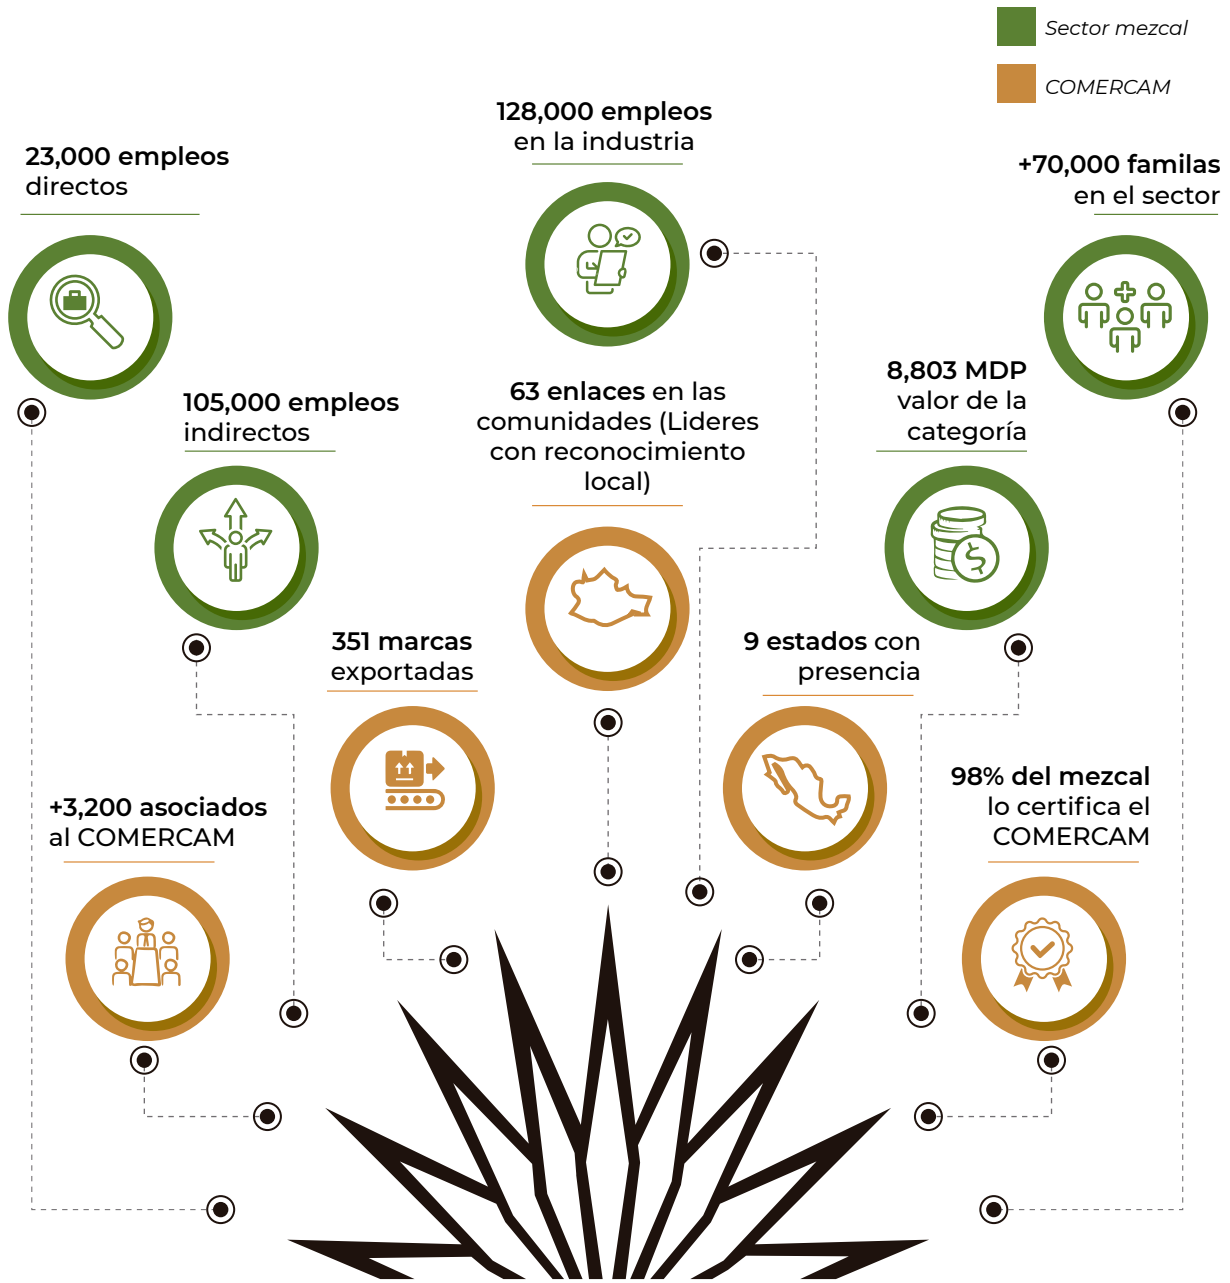 Sector mezcal
COMERCAM
128,000 empleos
en la industria
23,000 empleos
directos
+70,000 familas
en el sector
105,000 empleos
indirectos
63 enlaces en las
comunidades (Lideres
con reconocimiento
local)
8,803 MDP
valor de la
categoría
351 marcas
exportadas
9 estados con
presencia
+3,200 asociados
al COMERCAM
98% del mezcal
lo certifica el
COMERCAM